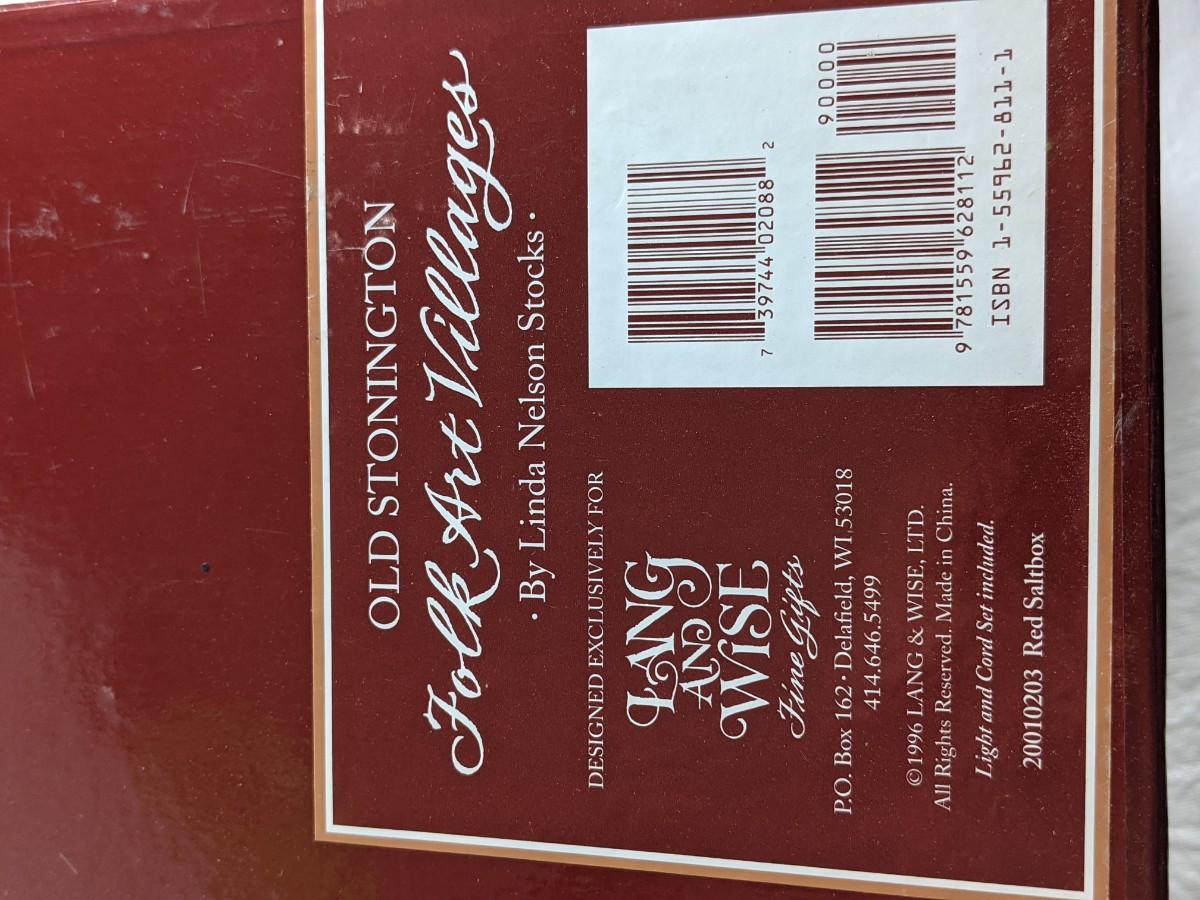 OLD STONINGTON
Folk Art Villages
· By Linda Nelson Stocks ·
DESIGNED EXCLUSIVELY FOR
LANG
AND
WISE
Fine Gifts
P.O. Box 162 · Delafield, WI 53018
414.646.5499
©1996 LANG & WISE, LTD.
All Rights Reserved. Made in China.
Light and Cord Set included.
20010203 Red Saltbox
7 39744 02088 2
90000
9 781559 628112
ISBN 1-55962-811-1